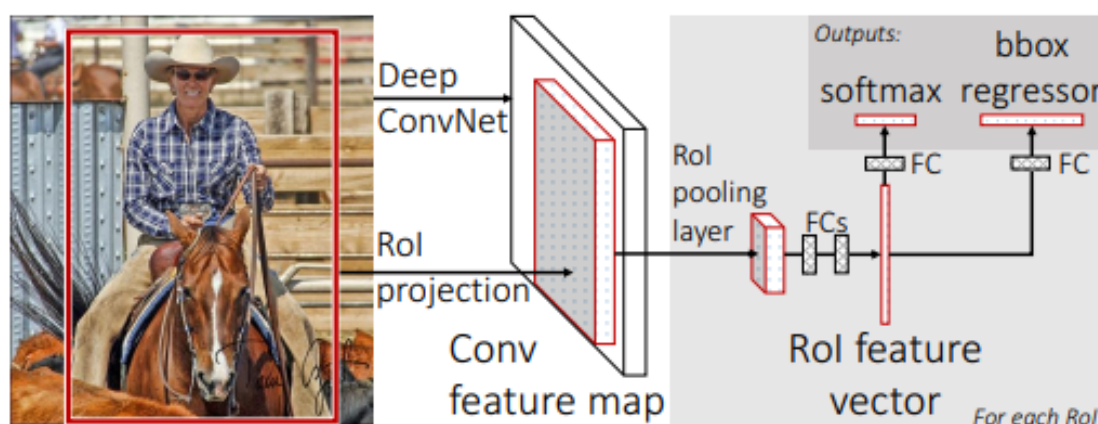 Deep
ConvNet
RoI
projection
Conv
feature map
RoI
pooling
layer
FCs
Outputs:
softmax
bbox
regressor
FC
FC
RoI feature
vector
For each RoI